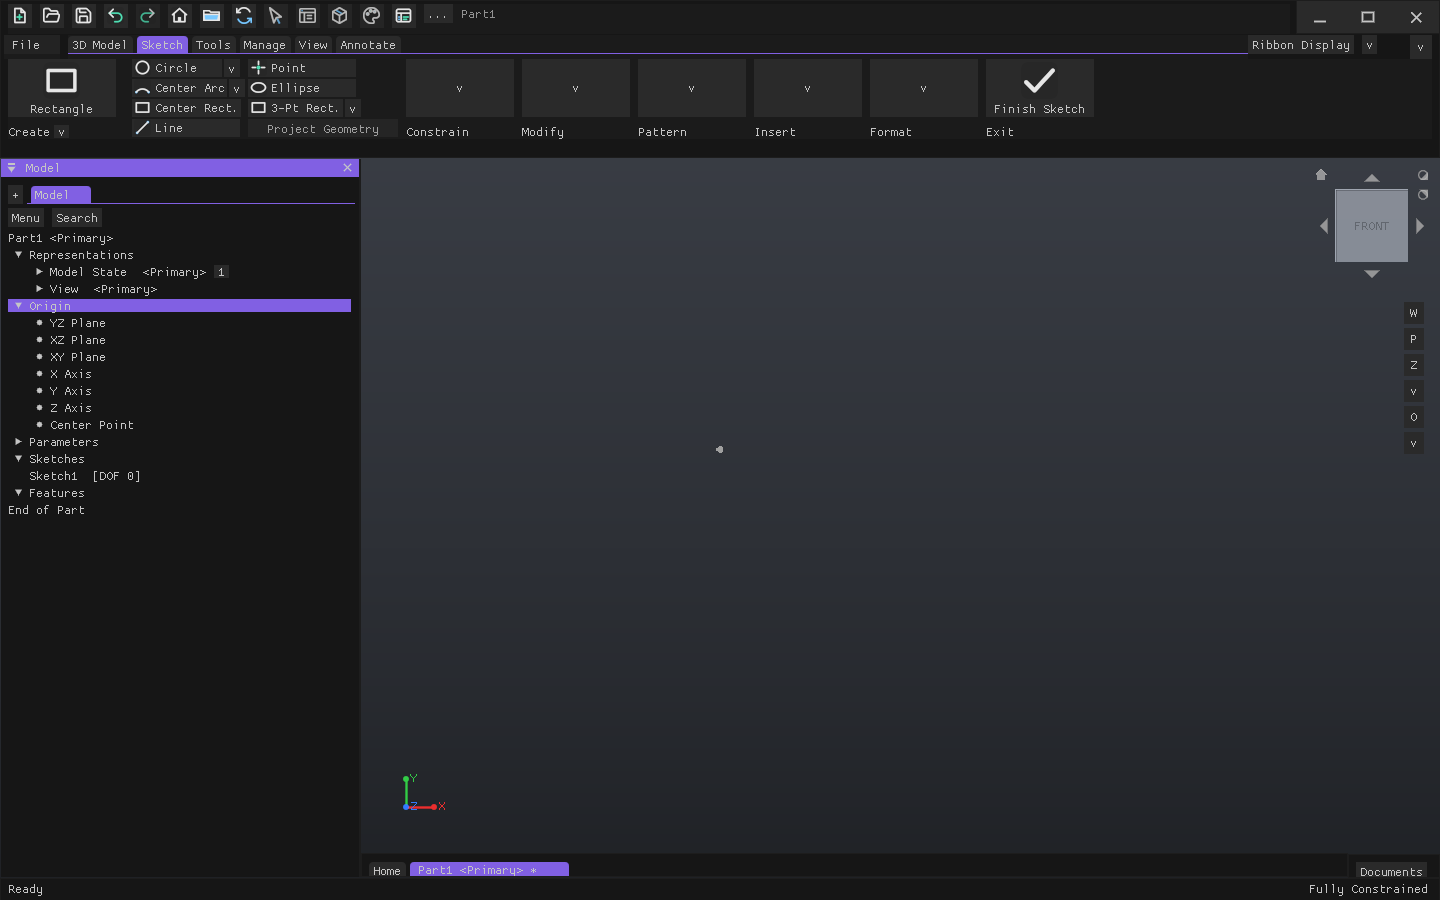 ... Part1
File 3D Model Sketch Tools Manage View Annotate Ribbon Display v v
Rectangle
Create v
Circle v
Center Arc v
Center Rect.
Line
Point
Ellipse
3-Pt Rect. v
Project Geometry
v
Constrain
v
Modify
v
Pattern
v
Insert
v
Format
Finish Sketch
Exit
Model
+ Model
Menu Search
Part1 <Primary>
Representations
Model State <Primary> 1
View <Primary>
Origin
YZ Plane
XZ Plane
XY Plane
X Axis
Y Axis
Z Axis
Center Point
Parameters
Sketches
Sketch1 [DOF 0]
Features
End of Part
FRONT
W
P
Z
v
O
v
Y
Z X
Home Part1 <Primary> * Documents
Ready Fully Constrained